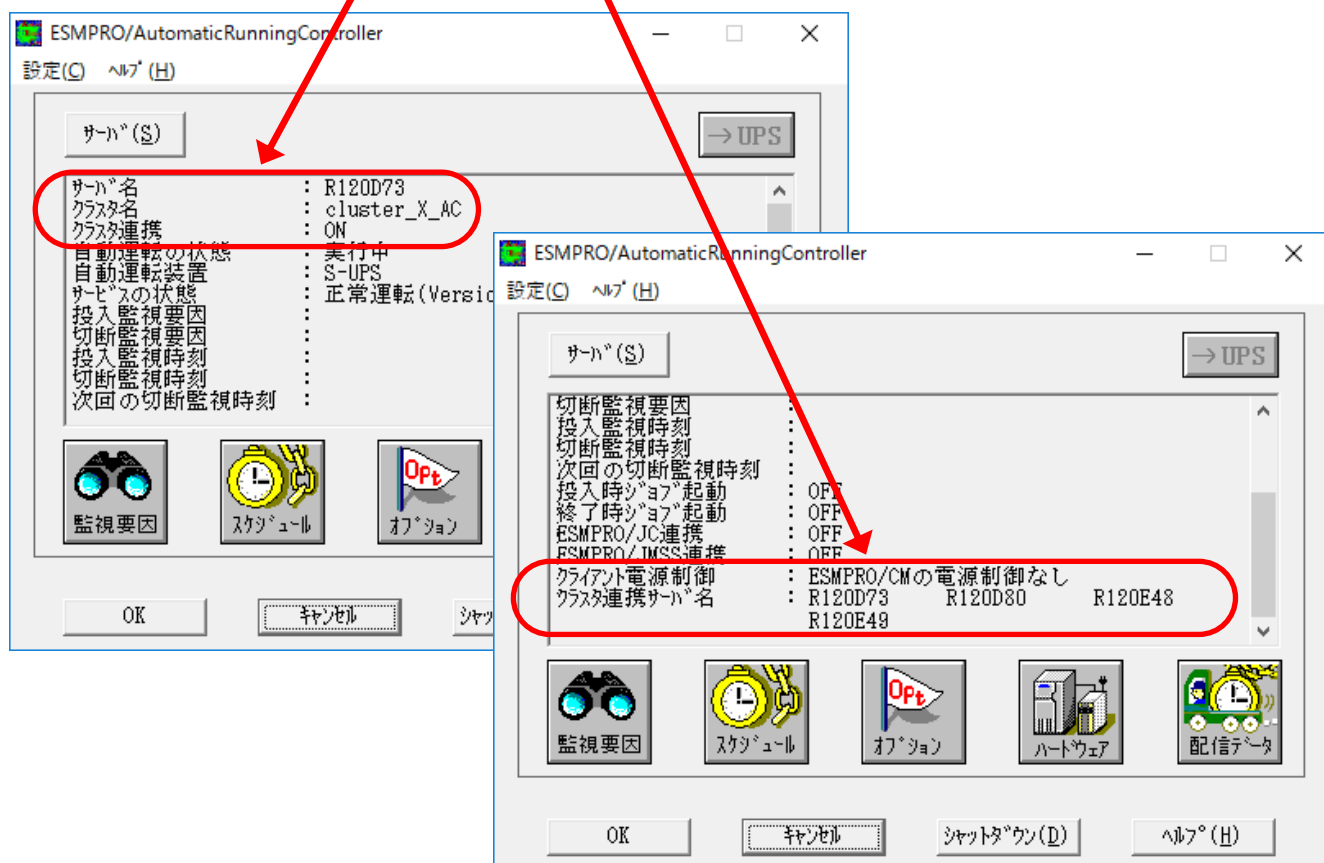 ESMPRO/AutomaticRunningController
設定(C) ﾍﾙﾌﾟ(H)
ｻｰﾊﾞ(S)
→UPS
ｻｰﾊﾞ名 : R120D73
ｸﾗｽﾀ名 : cluster_X_AC
ｸﾗｽﾀ連携 : ON
自動運転の状態 : 実行中
自動運転装置 : S-UPS
ｻｰﾋﾞｽの状態 : 正常運転(Versio
投入監視要因 :
切断監視要因 :
投入監視時刻 :
切断監視時刻 :
次回の切断監視時刻 :
監視要因 ｽｹｼﾞｭｰﾙ ｵﾌﾟｼｮﾝ
Opt
OK ｷｬﾝｾﾙ ｼｬｯ
ESMPRO/AutomaticRunningController
設定(C) ﾍﾙﾌﾟ(H)
ｻｰﾊﾞ(S)
→UPS
切断監視要因 :
投入監視時刻 :
切断監視時刻 :
次回の切断監視時刻 :
投入時ｼﾞｮﾌﾞ起動 : OFF
終了時ｼﾞｮﾌﾞ起動 : OFF
ESMPRO/JC連携 : OFF
ESMPRO/JMSS連携 : OFF
ｸﾗｲｱﾝﾄ電源制御 : ESMPRO/CMの電源制御なし
ｸﾗｽﾀ連携ｻｰﾊﾞ名 : R120D73 R120D80 R120E48
R120E49
Opt
監視要因 ｽｹｼﾞｭｰﾙ ｵﾌﾟｼｮﾝ ﾊｰﾄﾞｳｪｱ 配信ﾃﾞｰﾀ
OK ｷｬﾝｾﾙ ｼｬｯﾄﾀﾞｳﾝ(D) ﾍﾙﾌﾟ(H)